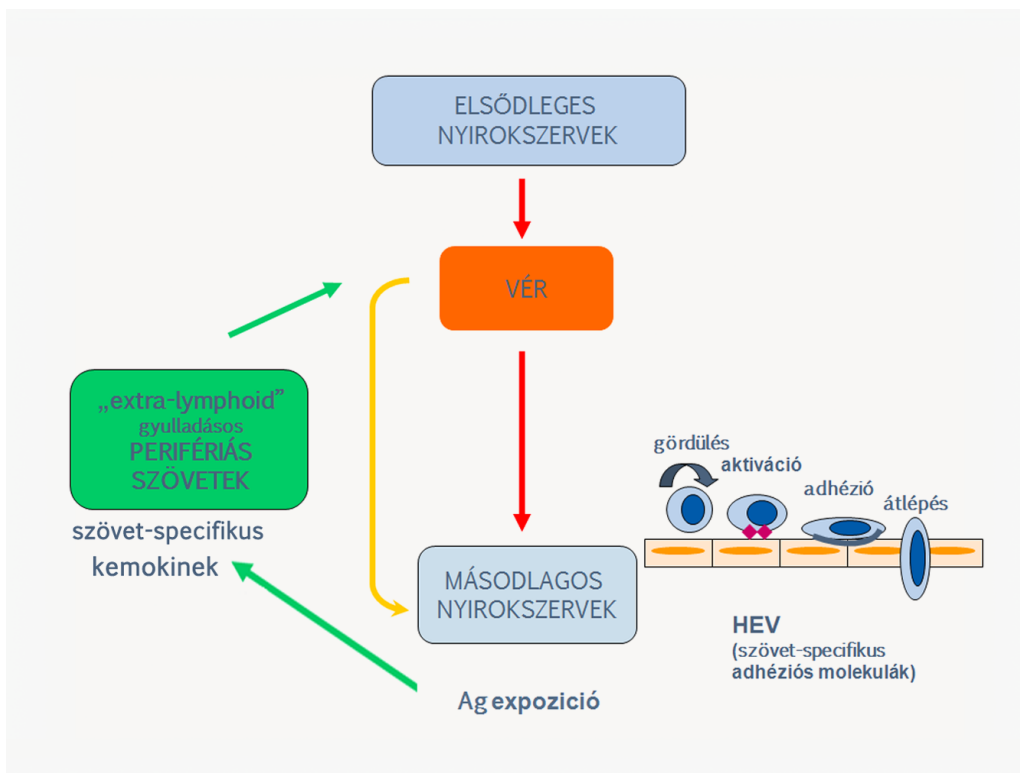 ELSŐDLEGES
NYIROKSZERVEK
VÉR
„extra-lymphoid”
gyulladásos
PERIFÉRIÁS
SZÖVETEK
szövet-specifikus
kemokinek
MÁSODLAGOS
NYIROKSZERVEK
Ag expozició
gördülés
aktiváció
adhézió
átlépés
HEV
(szövet-specifikus
adhéziós molekulák)